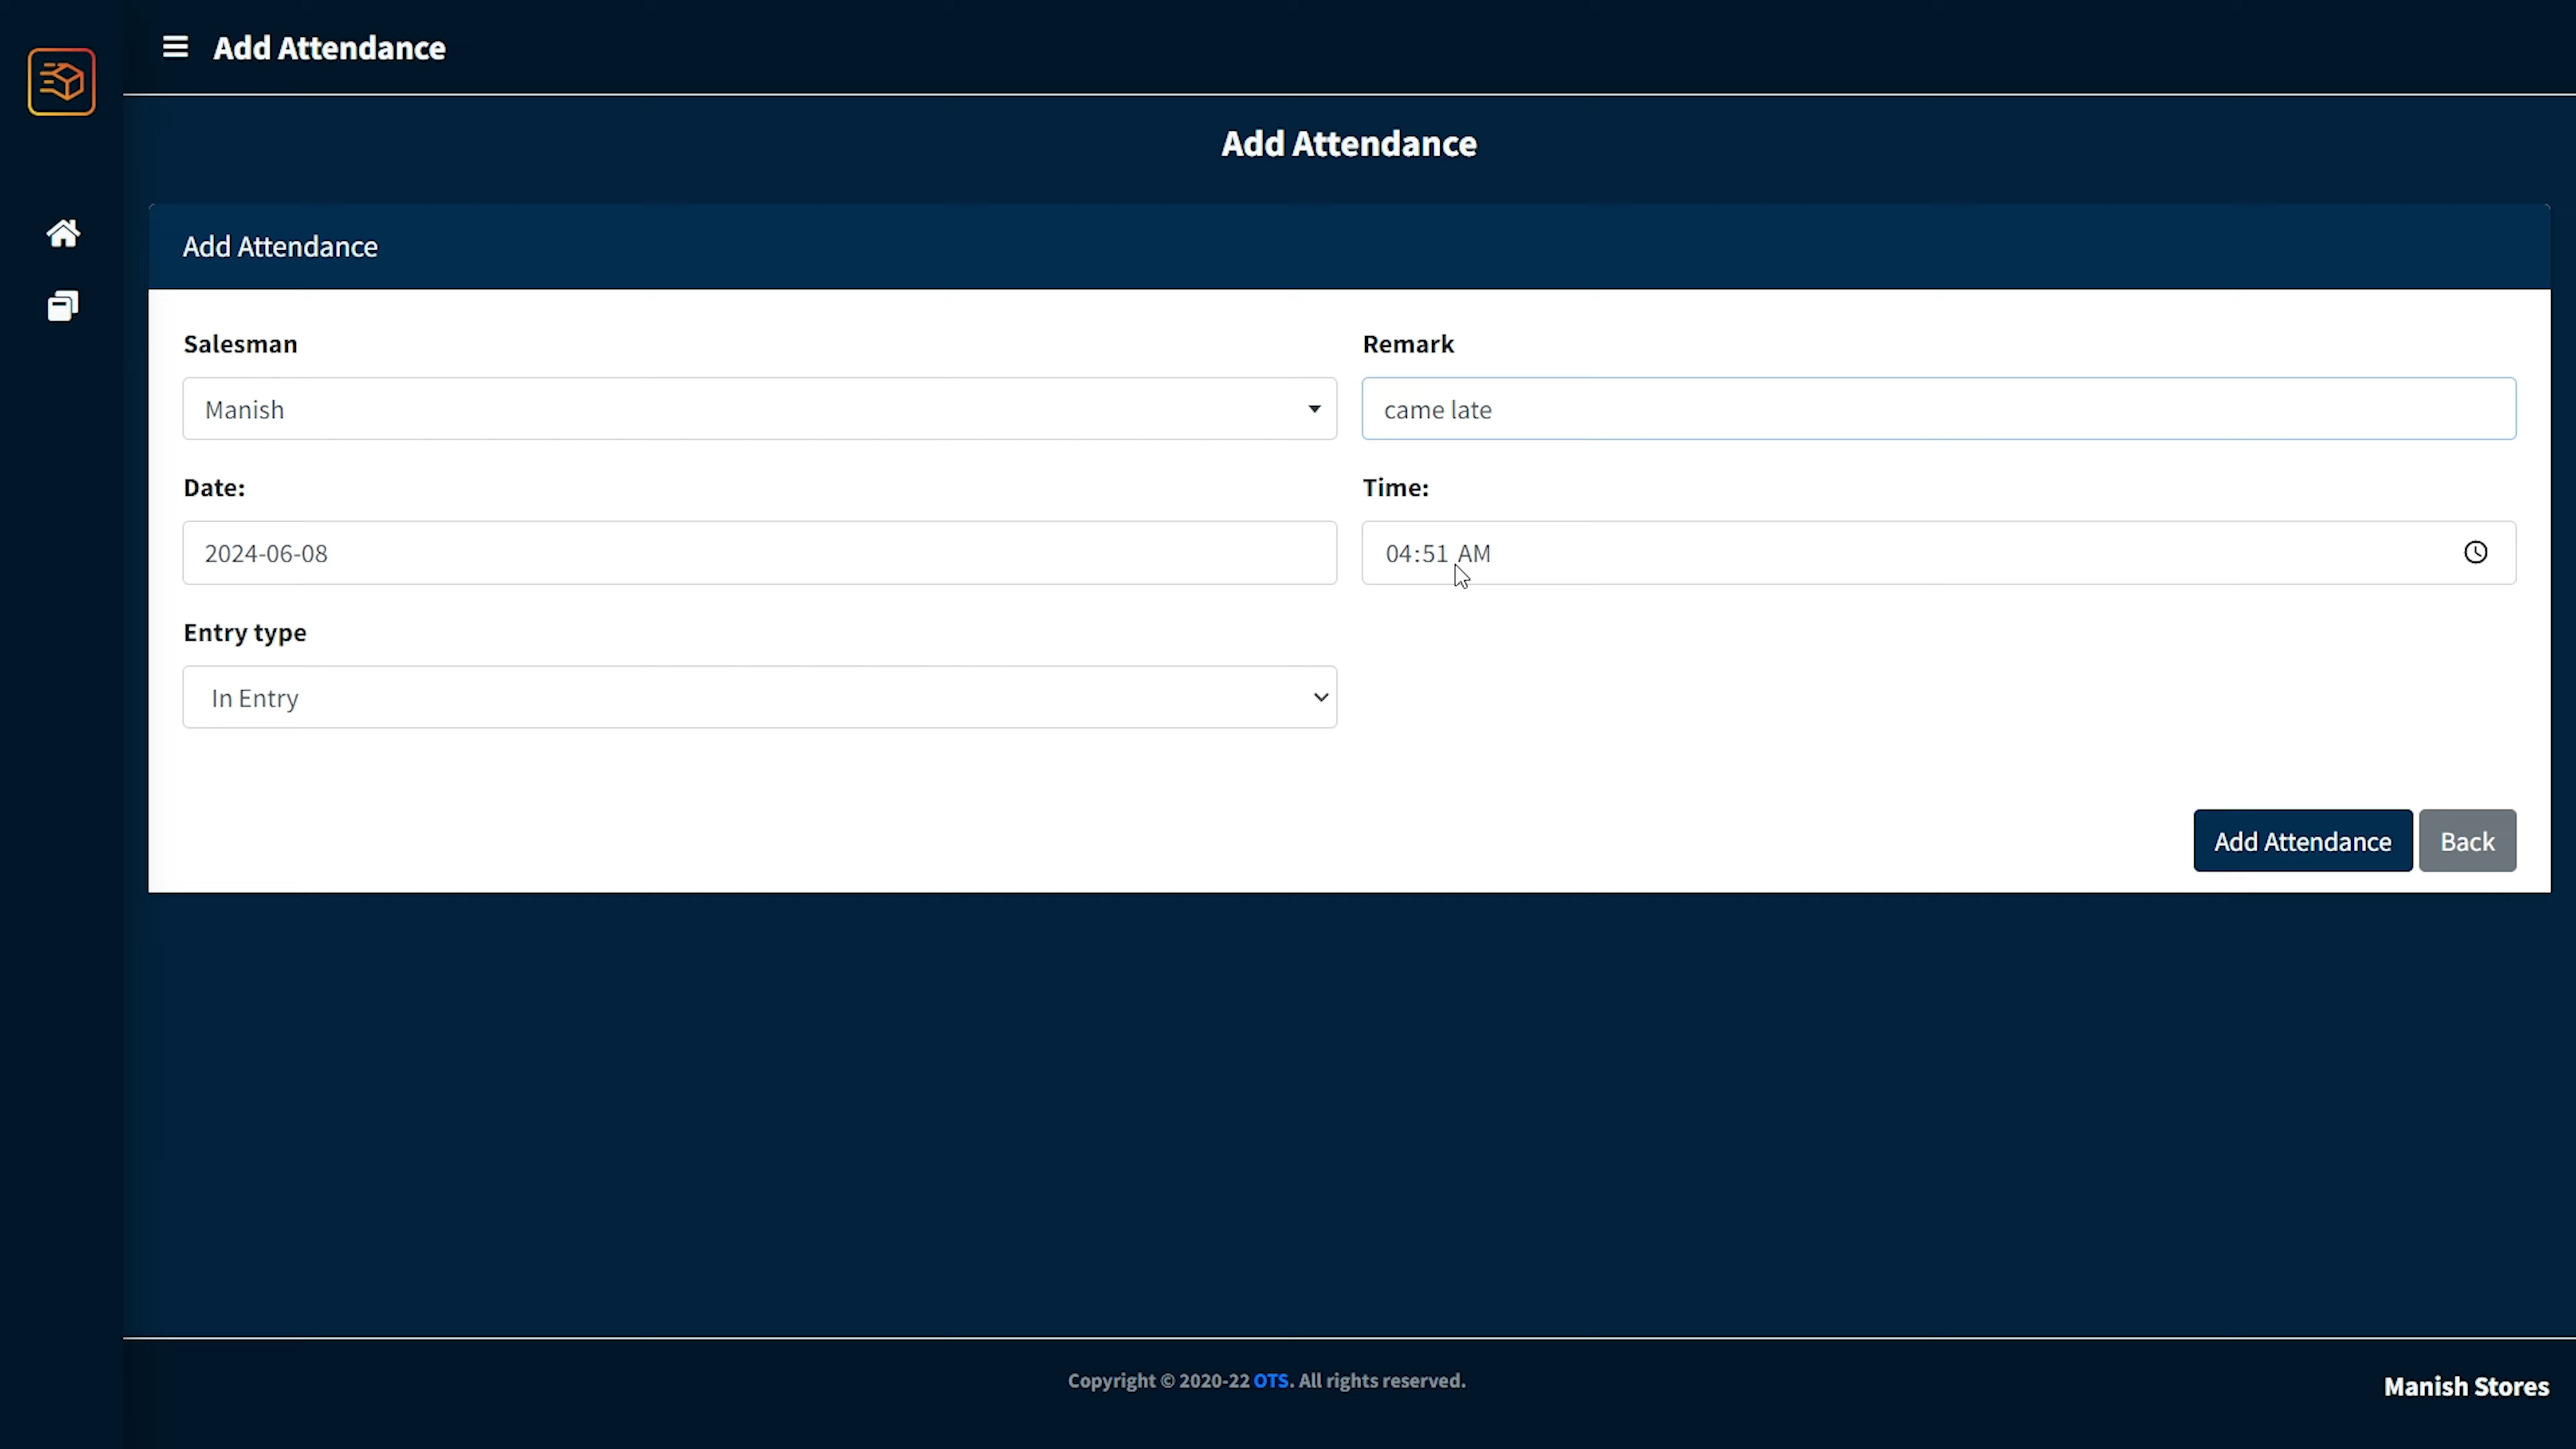 Add Attendance
Add Attendance
Add Attendance
Salesman
Remark
Manish
came late
Date:
Time:
2024-06-08
04:51 AM
Entry type
In Entry
Add Attendance
Back
Copyright © 2020-22 OTS. All rights reserved.
Manish Stores